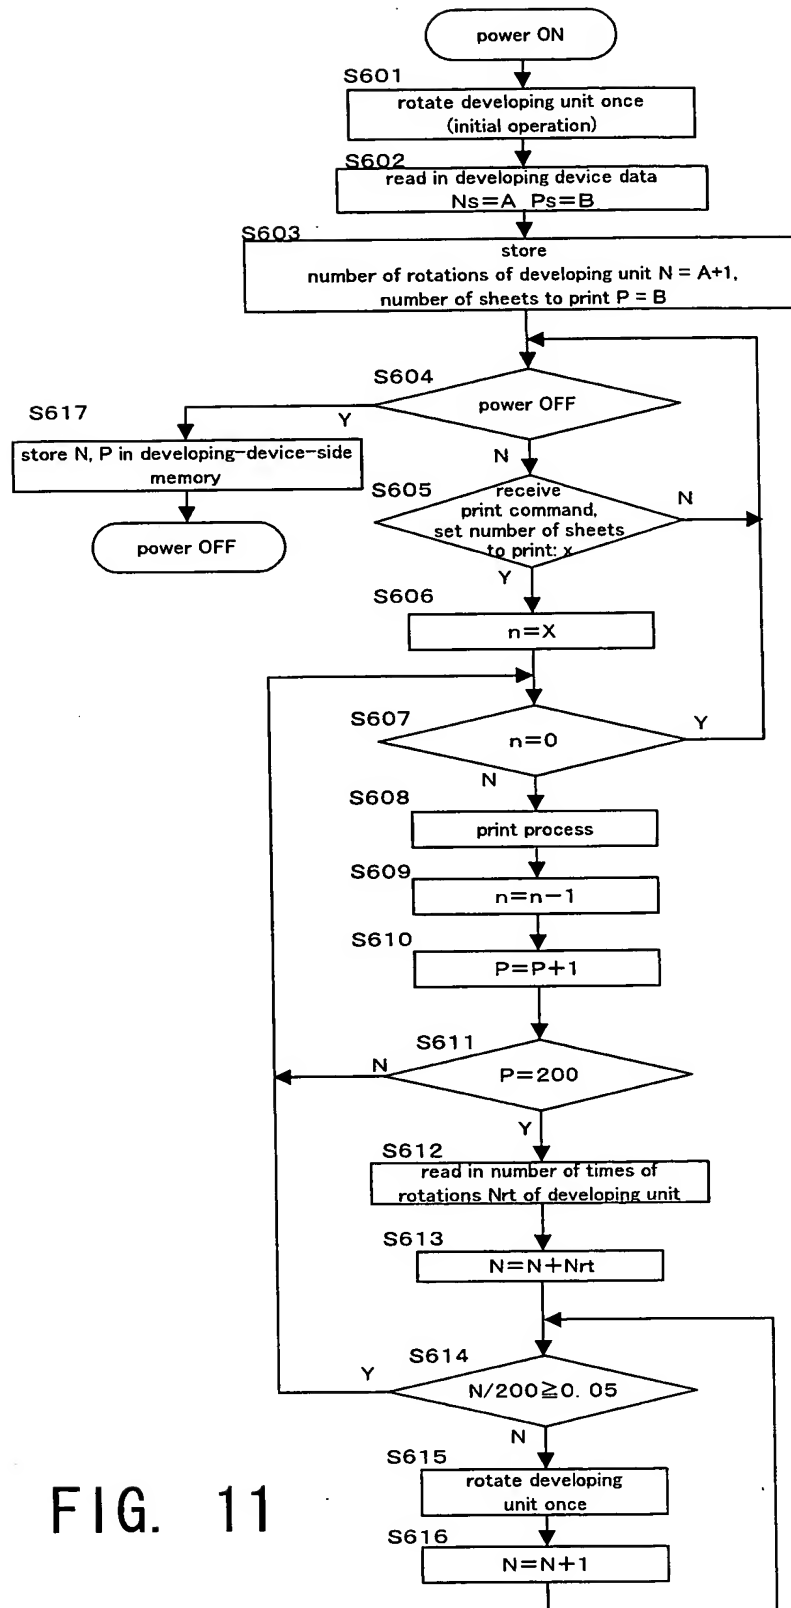 power ON
S601
rotate developing unit once
(initial operation)
S602
read in developing device data
Ns=A Ps=B
S603
store
number of rotations of developing unit N = A+1,
number of sheets to print P = B
S604
power OFF
Y
N
S617
store N, P in developing-device-side
memory
power OFF
S605
receive
print command,
set number of sheets
to print: x
N
Y
S606
n=X
S607
n=0
Y
N
S608
print process
S609
n=n-1
S610
P=P+1
S611
P=200
N
Y
S612
read in number of times of
rotations Nrt of developing unit
S613
N=N+Nrt
S614
N/200≧0. 05
Y
N
S615
rotate developing
unit once
S616
N=N+1
FIG. 11